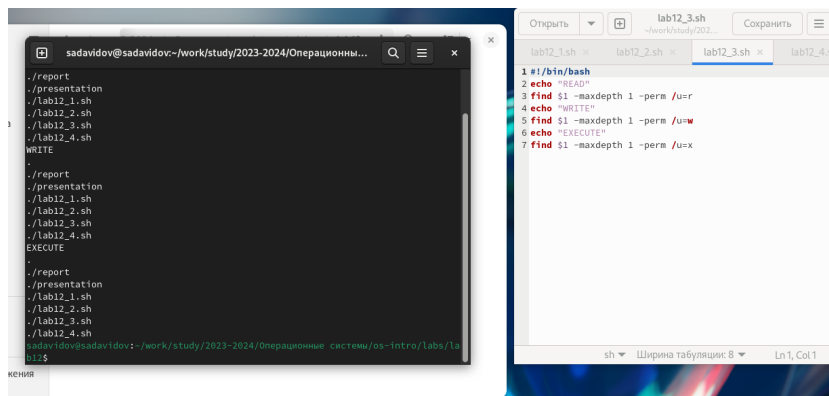 sadavidov@sadavidov:~/work/study/2023-2024/Операционны...
./report
./presentation
./lab12_1.sh
./lab12_2.sh
./lab12_3.sh
./lab12_4.sh
WRITE
.
./report
./presentation
./lab12_1.sh
./lab12_2.sh
./lab12_3.sh
./lab12_4.sh
EXECUTE
.
./report
./presentation
./lab12_1.sh
./lab12_2.sh
./lab12_3.sh
./lab12_4.sh
sadavidov@sadavidov:~/work/study/2023-2024/Операционные системы/os-intro/labs/la
b12$
жения
Открыть
lab12_3.sh
~/work/study/202...
Сохранить
lab12_1.sh
lab12_2.sh
lab12_3.sh
lab12_4.s
1 #!/bin/bash
2 echo "READ"
3 find $1 -maxdepth 1 -perm /u=r
4 echo "WRITE"
5 find $1 -maxdepth 1 -perm /u=w
6 echo "EXECUTE"
7 find $1 -maxdepth 1 -perm /u=x
sh Ширина табуляции: 8 Ln 1, Col 1